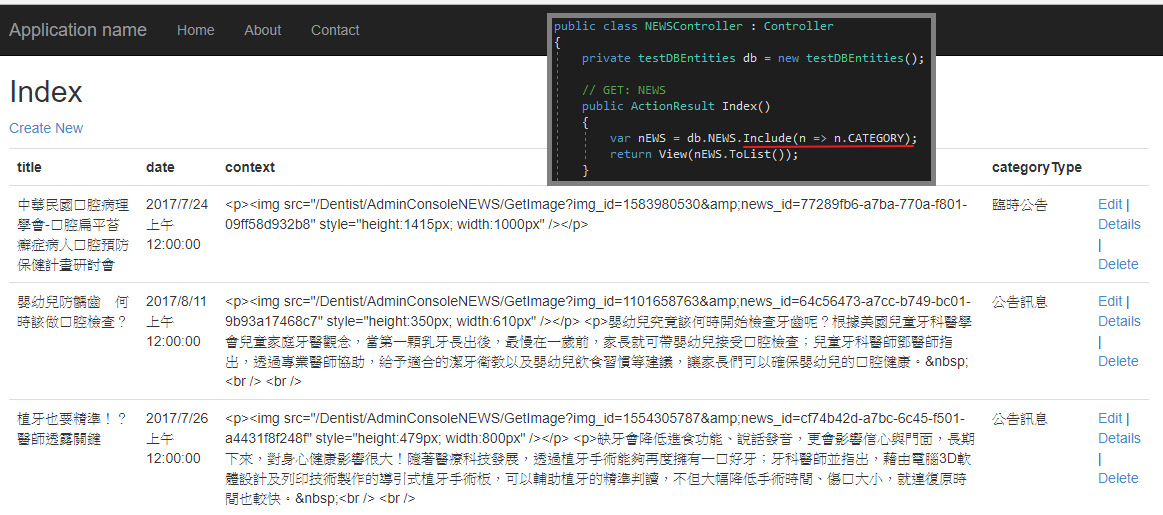 Application name Home About Contact
public class NEWSController : Controller
{
private testDBEntities db = new testDBEntities();
// GET: NEWS
public ActionResult Index()
{
var nEWS = db.NEWS.Include(n => n.CATEGORY);
return View(nEWS.ToList());
}
Index
Create New
title date context categoryType
中華民國口腔病理
學會-口腔扁平苔
癬症病人口腔預防
保健計畫研討會
2017/7/24
上午
12:00:00
<p><img src="/Dentist/AdminConsoleNEWS/GetImage?img_id=1583980530&amp;news_id=77289fb6-a7ba-770a-f801-
09ff58d932b8" style="height:1415px; width:1000px" /></p>
臨時公告
Edit |
Details
|
Delete
嬰幼兒防齲齒　何
時該做口腔檢查？
2017/8/11
上午
12:00:00
<p><img src="/Dentist/AdminConsoleNEWS/GetImage?img_id=1101658763&amp;news_id=64c56473-a7cc-b749-bc01-
9b93a17468c7" style="height:350px; width:610px" /></p> <p>嬰幼兒究竟該何時開始檢查牙齒呢？根據美國兒童牙科醫學
會兒童家庭牙醫觀念，當第一顆乳牙長出後，最慢在一歲前，家長就可帶嬰幼兒接受口腔檢查；兒童牙科醫師鄧醫師指
出，透過專業醫師協助，給予適合的潔牙衛教以及嬰幼兒飲食習慣等建議，讓家長們可以確保嬰幼兒的口腔健康。&nbsp;
<br /> <br />
公告訊息
Edit |
Details
|
Delete
植牙也要精準！？
醫師透露關鍵
2017/7/26
上午
12:00:00
<p><img src="/Dentist/AdminConsoleNEWS/GetImage?img_id=1554305787&amp;news_id=cf74b42d-a7bc-6c45-f501-
a4431f8f248f" style="height:479px; width:800px" /></p> <p>缺牙會降低進食功能、說話發音，更會影響信心與門面，長期
下來，對身心健康影響很大！隨著醫療科技發展，透過植牙手術能夠再度擁有一口好牙；牙科醫師並指出，藉由電腦3D軟
體設計及列印技術製作的導引式植牙手術板，可以輔助植牙的精準判讀，不但大幅降低手術時間、傷口大小，就連復原時
間也較快。&nbsp;<br /> <br />
公告訊息
Edit |
Details
|
Delete